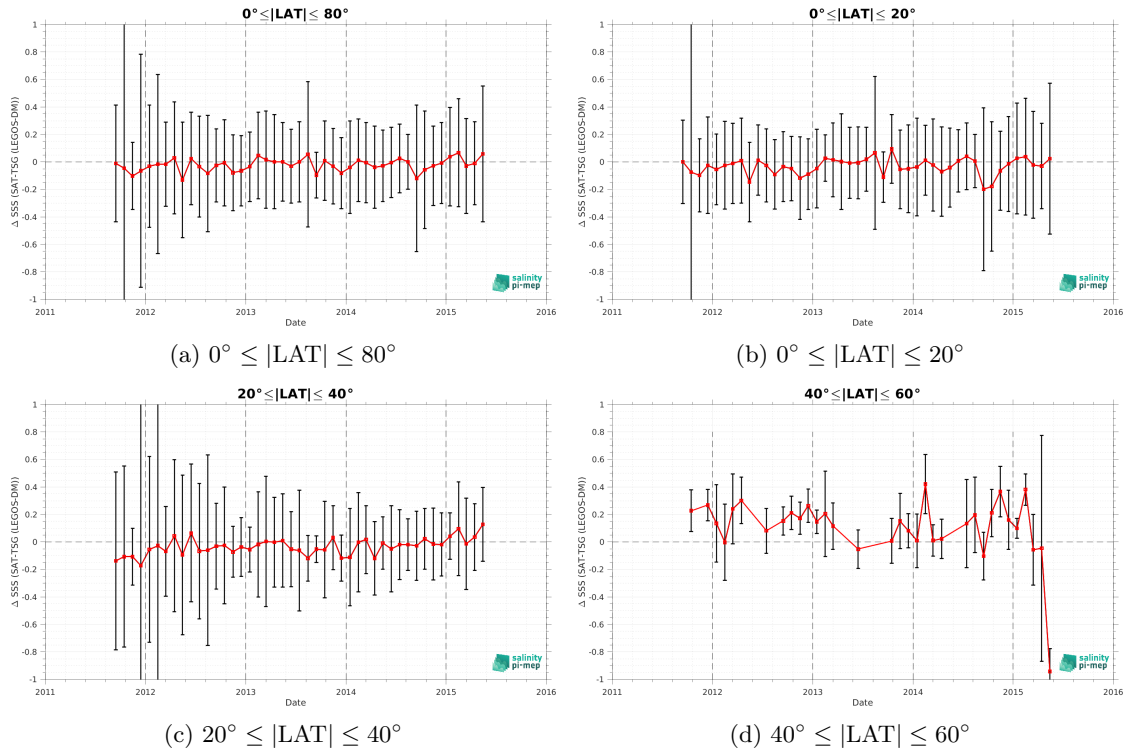 0°≤|LAT|≤ 80°
1
0.8
0.6
0.4
0.2
0
-0.2
-0.4
-0.6
-0.8
-1
Δ SSS (SAT-TSG (LEGOS-DM))
2011 2012 2013 2014 2015 2016
Date
salinity
pi-mep
(a) 0° ≤ |LAT| ≤ 80°
0°≤|LAT|≤ 20°
1
0.8
0.6
0.4
0.2
0
-0.2
-0.4
-0.6
-0.8
-1
Δ SSS (SAT-TSG (LEGOS-DM))
2011 2012 2013 2014 2015 2016
Date
salinity
pi-mep
(b) 0° ≤ |LAT| ≤ 20°
20°≤|LAT|≤ 40°
1
0.8
0.6
0.4
0.2
0
-0.2
-0.4
-0.6
-0.8
-1
Δ SSS (SAT-TSG (LEGOS-DM))
2011 2012 2013 2014 2015 2016
Date
salinity
pi-mep
(c) 20° ≤ |LAT| ≤ 40°
40°≤|LAT|≤ 60°
1
0.8
0.6
0.4
0.2
0
-0.2
-0.4
-0.6
-0.8
-1
Δ SSS (SAT-TSG (LEGOS-DM))
2011 2012 2013 2014 2015 2016
Date
salinity
pi-mep
(d) 40° ≤ |LAT| ≤ 60°